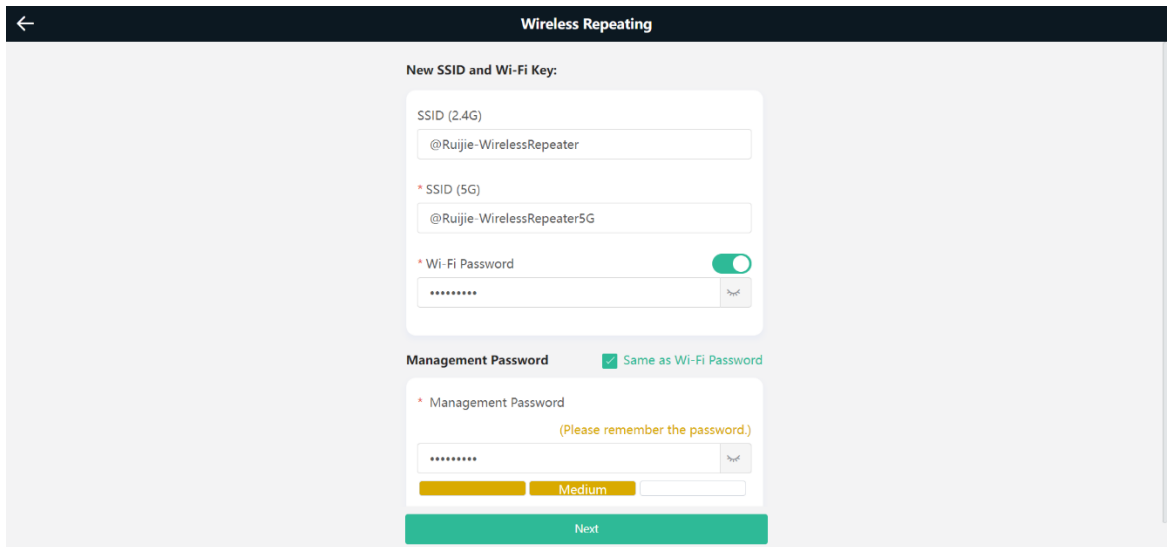 Wireless Repeating
New SSID and Wi-Fi Key:
SSID (2.4G)
@Ruijie-WirelessRepeater
* SSID (5G)
@Ruijie-WirelessRepeater5G
* Wi-Fi Password
•••••••••
Management Password Same as Wi-Fi Password
* Management Password
(Please remember the password.)
•••••••••
Medium
Next